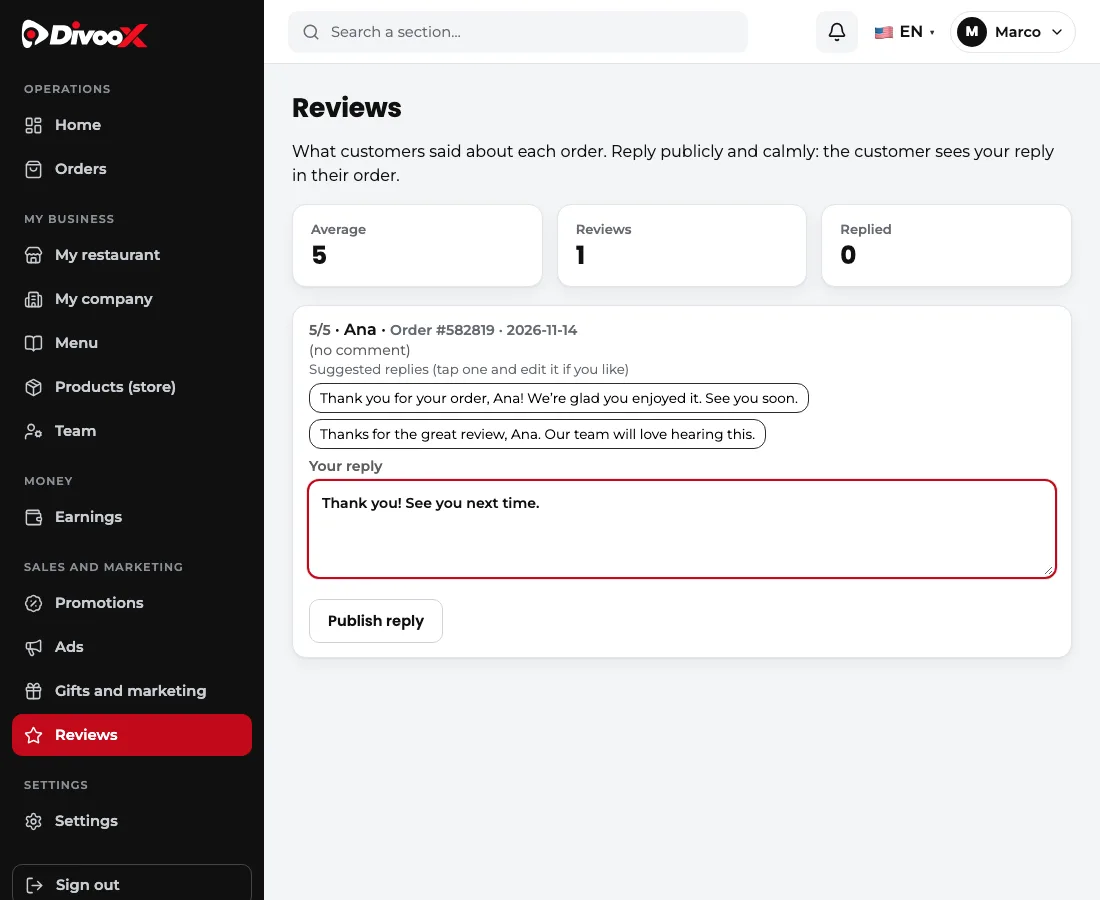 DivooX
Search a section...
EN
M
Marco
OPERATIONS
Home
Orders
MY BUSINESS
My restaurant
My company
Menu
Products (store)
Team
MONEY
Earnings
SALES AND MARKETING
Promotions
Ads
Gifts and marketing
Reviews
SETTINGS
Settings
Sign out
Reviews
What customers said about each order. Reply publicly and calmly: the customer sees your reply
in their order.
Average
5
Reviews
1
Replied
0
5/5 · Ana · Order #582819 · 2026-11-14
(no comment)
Suggested replies (tap one and edit it if you like)
Thank you for your order, Ana! We’re glad you enjoyed it. See you soon.
Thanks for the great review, Ana. Our team will love hearing this.
Your reply
Thank you! See you next time.
Publish reply